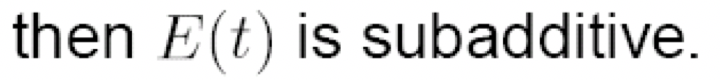 then E(t) is subadditive.